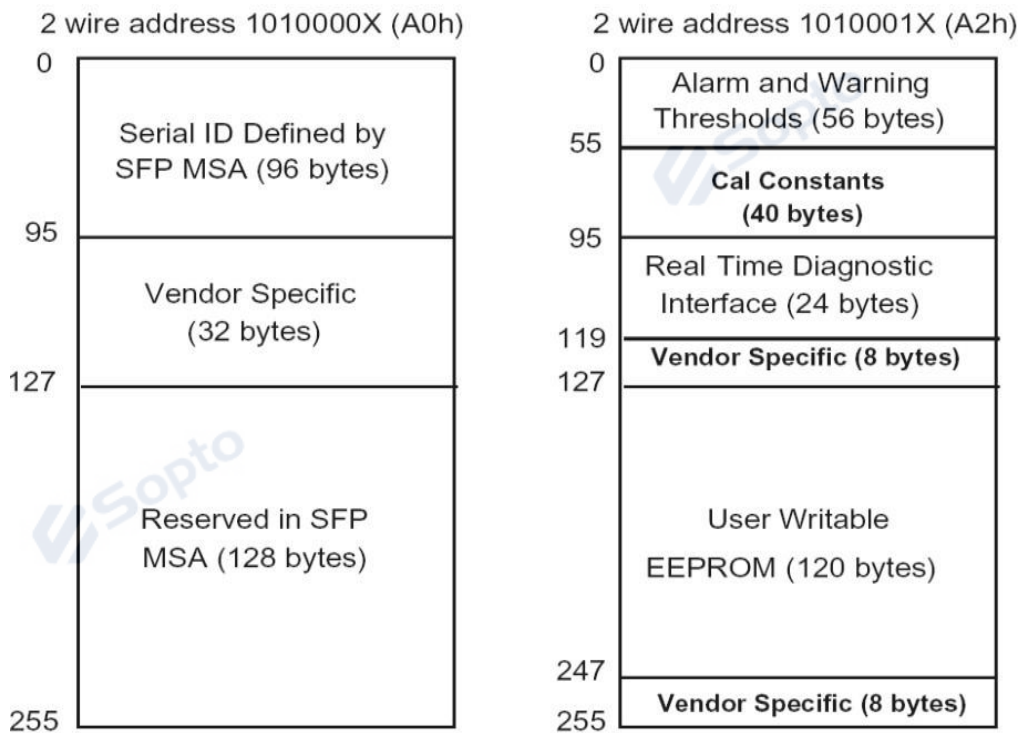 2 wire address 1010000X (A0h)
0
Serial ID Defined by
SFP MSA (96 bytes)
95
Vendor Specific
(32 bytes)
127
Reserved in SFP
MSA (128 bytes)
255
Sopto
2 wire address 1010001X (A2h)
0
Alarm and Warning
Thresholds (56 bytes)
55
Cal Constants
(40 bytes)
95
Real Time Diagnostic
Interface (24 bytes)
119
Vendor Specific (8 bytes)
127
User Writable
EEPROM (120 bytes)
247
Vendor Specific (8 bytes)
255
Sopto